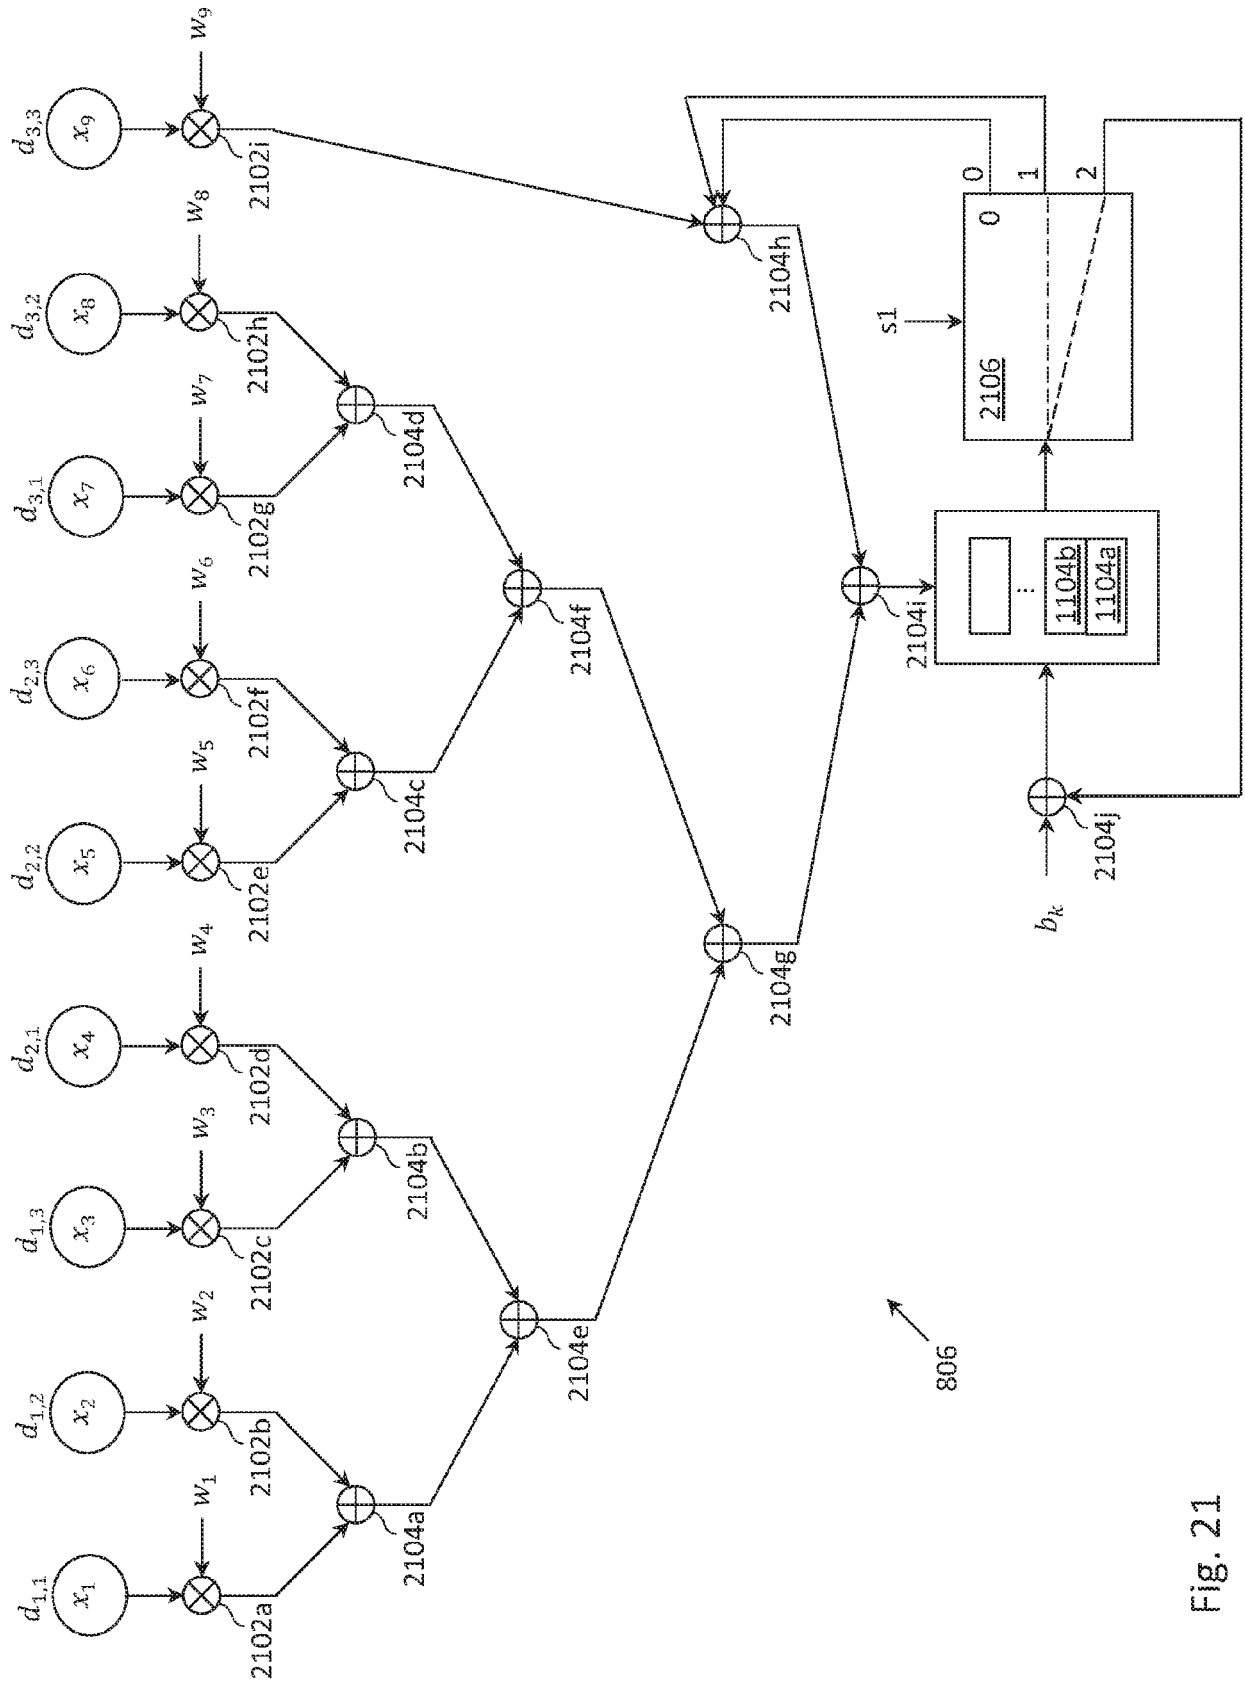 d1,1 d1,2 d1,3 d2,1 d2,2 d2,3 d3,1 d3,2 d3,3
x1 x2 x3 x4 x5 x6 x7 x8 x9
w1 w2 w3 w4 w5 w6 w7 w8 w9
2102a 2102b 2102c 2102d 2102e 2102f 2102g 2102h 2102i
2104a 2104b 2104c 2104d
2104e 2104f
2104g 2104h
s1
2104i
806
2106 0 0
1
2
...
1104b
1104a
bk
2104j
Fig. 21